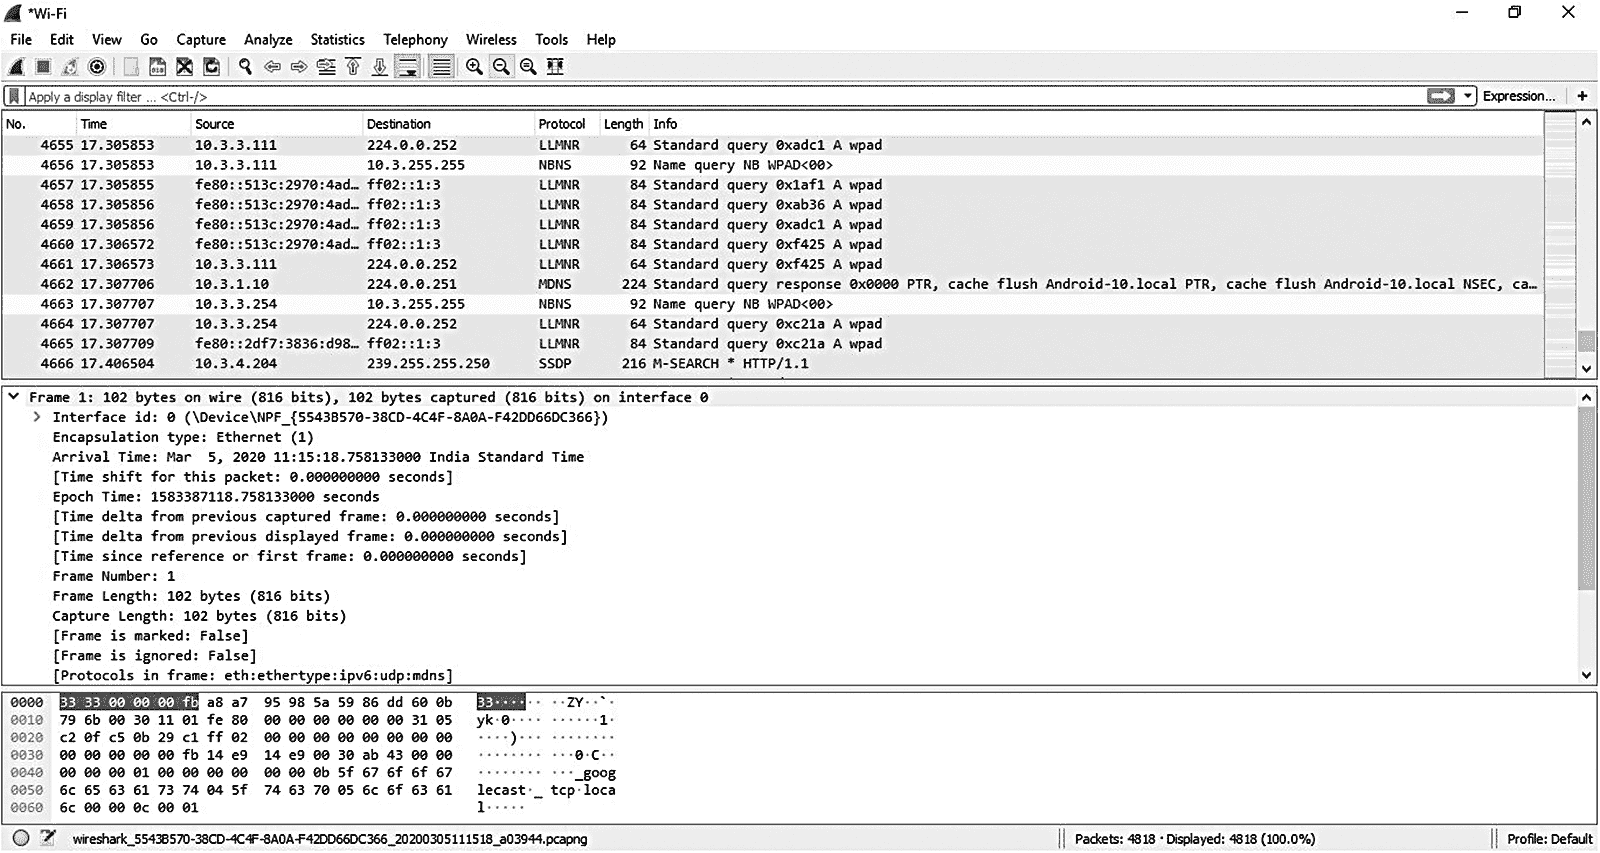 *Wi-Fi
File Edit View Go Capture Analyze Statistics Telephony Wireless Tools Help
Apply a display filter ... <Ctrl-/> Expression... +
No. Time Source Destination Protocol Length Info
4655 17.305853 10.3.3.111 224.0.0.252 LLMNR 64 Standard query 0xadc1 A wpad
4656 17.305853 10.3.3.111 10.3.255.255 NBNS 92 Name query NB WPAD<00>
4657 17.305855 fe80::513c:2970:4ad... ff02::1:3 LLMNR 84 Standard query 0x1af1 A wpad
4658 17.305856 fe80::513c:2970:4ad... ff02::1:3 LLMNR 84 Standard query 0xab36 A wpad
4659 17.305856 fe80::513c:2970:4ad... ff02::1:3 LLMNR 84 Standard query 0xadc1 A wpad
4660 17.306572 fe80::513c:2970:4ad... ff02::1:3 LLMNR 84 Standard query 0xf425 A wpad
4661 17.306573 10.3.3.111 224.0.0.252 LLMNR 64 Standard query 0xf425 A wpad
4662 17.307706 10.3.1.10 224.0.0.251 MDNS 224 Standard query response 0x0000 PTR, cache flush Android-10.local PTR, cache flush Android-10.local NSEC, ca...
4663 17.307707 10.3.3.254 10.3.255.255 NBNS 92 Name query NB WPAD<00>
4664 17.307707 10.3.3.254 224.0.0.252 LLMNR 64 Standard query 0xc21a A wpad
4665 17.307709 fe80::2df7:3836:d98... ff02::1:3 LLMNR 84 Standard query 0xc21a A wpad
4666 17.406504 10.3.4.204 239.255.255.250 SSDP 216 M-SEARCH * HTTP/1.1
Frame 1: 102 bytes on wire (816 bits), 102 bytes captured (816 bits) on interface 0
Interface id: 0 (\Device\NPF_{5543B570-38CD-4C4F-8A0A-F42DD66DC366})
Encapsulation type: Ethernet (1)
Arrival Time: Mar  5, 2020 11:15:18.758133000 India Standard Time
[Time shift for this packet: 0.000000000 seconds]
Epoch Time: 1583387118.758133000 seconds
[Time delta from previous captured frame: 0.000000000 seconds]
[Time delta from previous displayed frame: 0.000000000 seconds]
[Time since reference or first frame: 0.000000000 seconds]
Frame Number: 1
Frame Length: 102 bytes (816 bits)
Capture Length: 102 bytes (816 bits)
[Frame is marked: False]
[Frame is ignored: False]
[Protocols in frame: eth:ethertype:ipv6:udp:mdns]
0000 33 33 00 00 00 fb a8 a7 95 98 5a 59 86 dd 60 0b 33···· ··ZY··`·
0010 79 6b 00 30 11 01 fe 80 00 00 00 00 00 00 31 05 yk·0···· ······1·
0020 c2 0f c5 0b 29 c1 ff 02 00 00 00 00 00 00 00 00 ····)··· ········
0030 00 00 00 00 00 fb 14 e9 14 e9 00 30 ab 43 00 00 ········ ···0·C··
0040 00 00 00 01 00 00 00 00 00 00 0b 5f 67 6f 6f 67 ········ ···_goog
0050 6c 65 63 61 73 74 04 5f 74 63 70 05 6c 6f 63 61 lecast·_ tcp·loca
0060 6c 00 00 0c 00 01 l·····
wireshark_5543B570-38CD-4C4F-8A0A-F42DD66DC366_20200305111518_a03944.pcapng Packets: 4818 · Displayed: 4818 (100.0%) Profile: Default